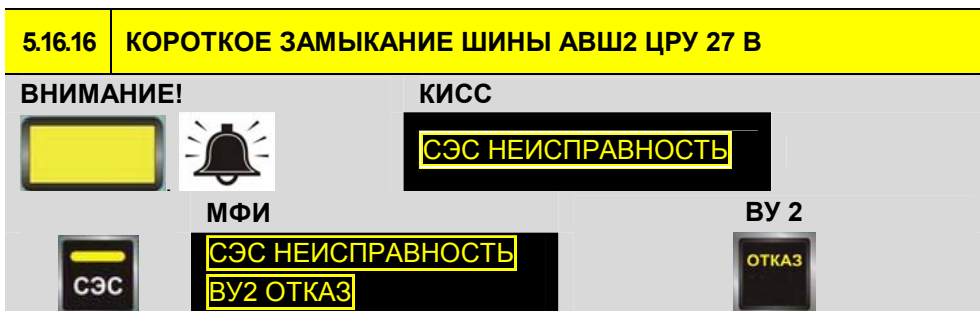 5.16.16 КОРОТКОЕ ЗАМЫКАНИЕ ШИНЫ АВШ2 ЦРУ 27 В
ВНИМАНИЕ! КИСС
СЭС НЕИСПРАВНОСТЬ
МФИ ВУ 2
СЭС НЕИСПРАВНОСТЬ
ВУ2 ОТКАЗ
СЭС
ОТКАЗ